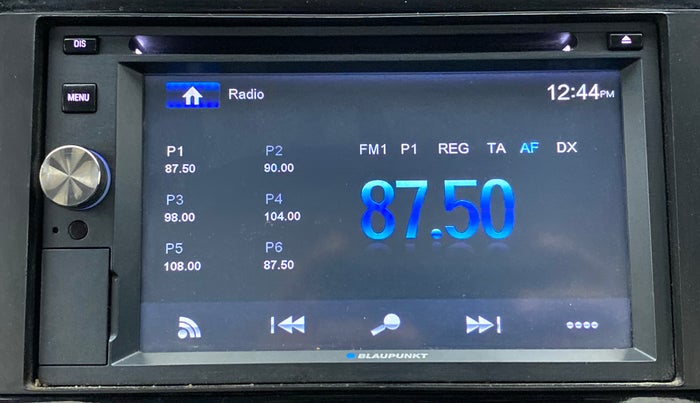 DIS
MENU
Radio
12:44PM
P1
87.50
P2
90.00
P3
98.00
P4
104.00
P5
108.00
P6
87.50
FM1 P1 REG TA AF DX
87.50
BLAUPUNKT